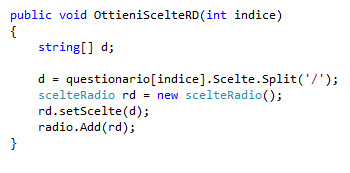 public void OttieniScelteRD(int indice)
{
    string[] d;
    d = questionario[indice].Scelte.Split('/');
    scelteRadio rd = new scelteRadio();
    rd.setScelte(d);
    radio.Add(rd);
}